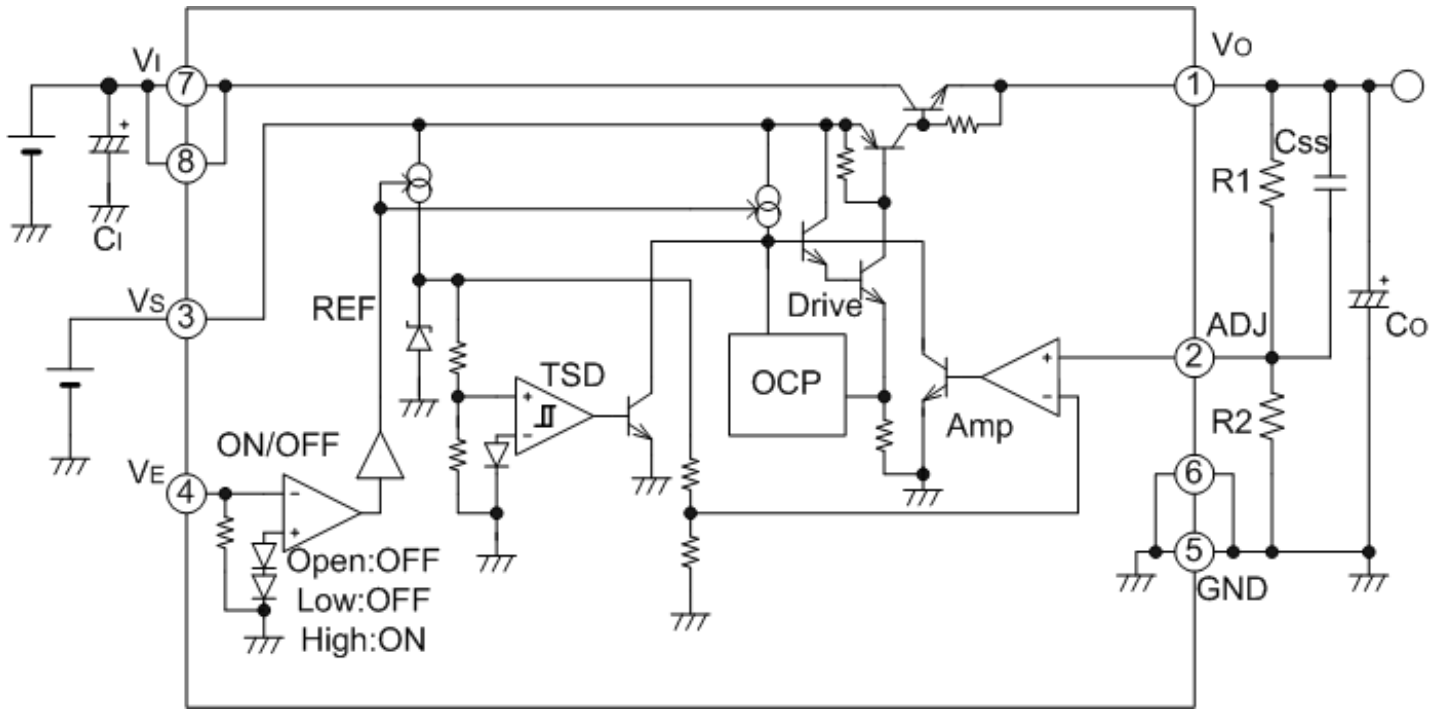 VI
VO
7
1
+
8
CSS
R1
CI
VS
REF
Drive
+
3
ADJ
CO
TSD
OCP
+
2
+
-
-
Amp
R2
ON/OFF
VE
4
-
6
+
Open:OFF
5
Low:OFF
GND
High:ON